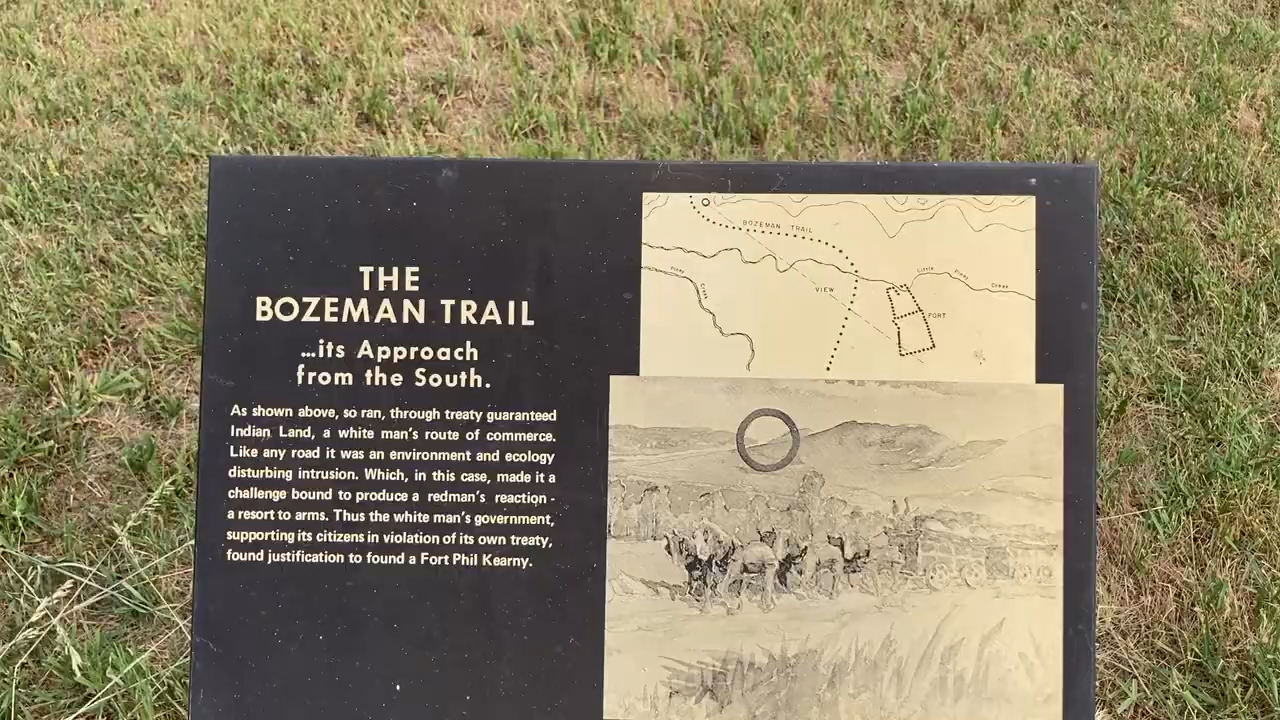 THE
BOZEMAN TRAIL
...its Approach
from the South.
As shown above, so ran, through treaty guaranteed
Indian Land, a white man's route of commerce.
Like any road it was an environment and ecology
disturbing intrusion. Which, in this case, made it a
challenge bound to produce a redman's reaction -
a resort to arms. Thus the white man's government,
supporting its citizens in violation of its own treaty,
found justification to found a Fort Phil Kearny.
BOZEMAN TRAIL
Little Piney Creek
Piney Creek
VIEW
FORT